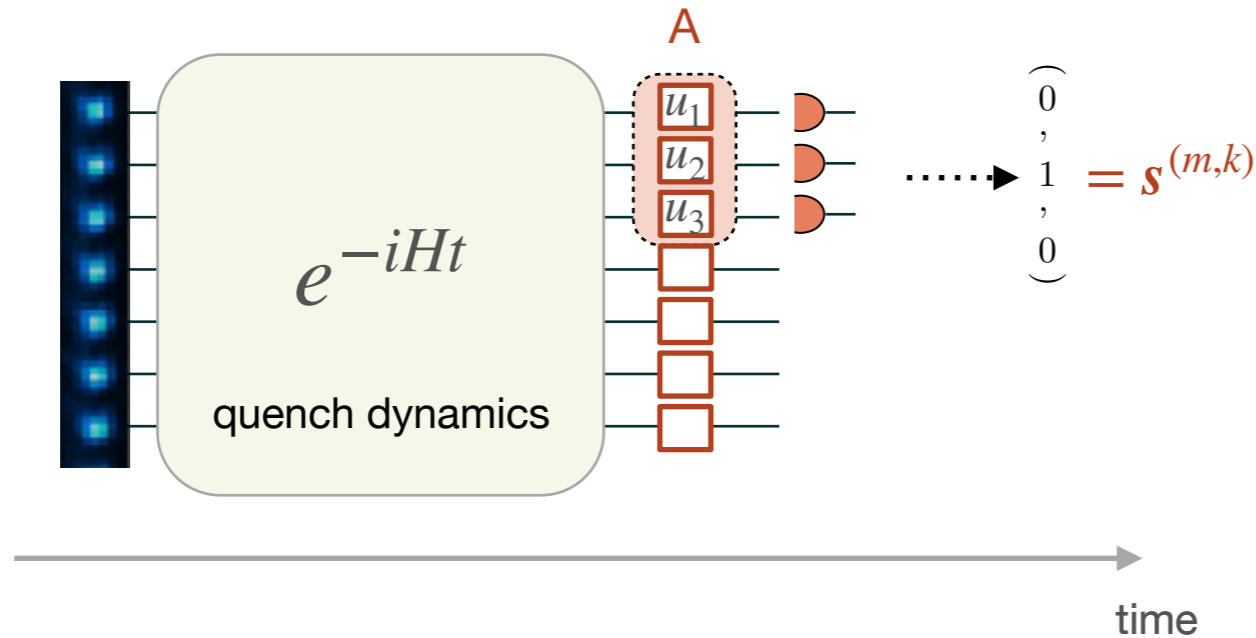 A
u₁
u₂
u₃
e^{-iHt}
quench dynamics
(0, 1, 0) = s^{(m,k)}
time